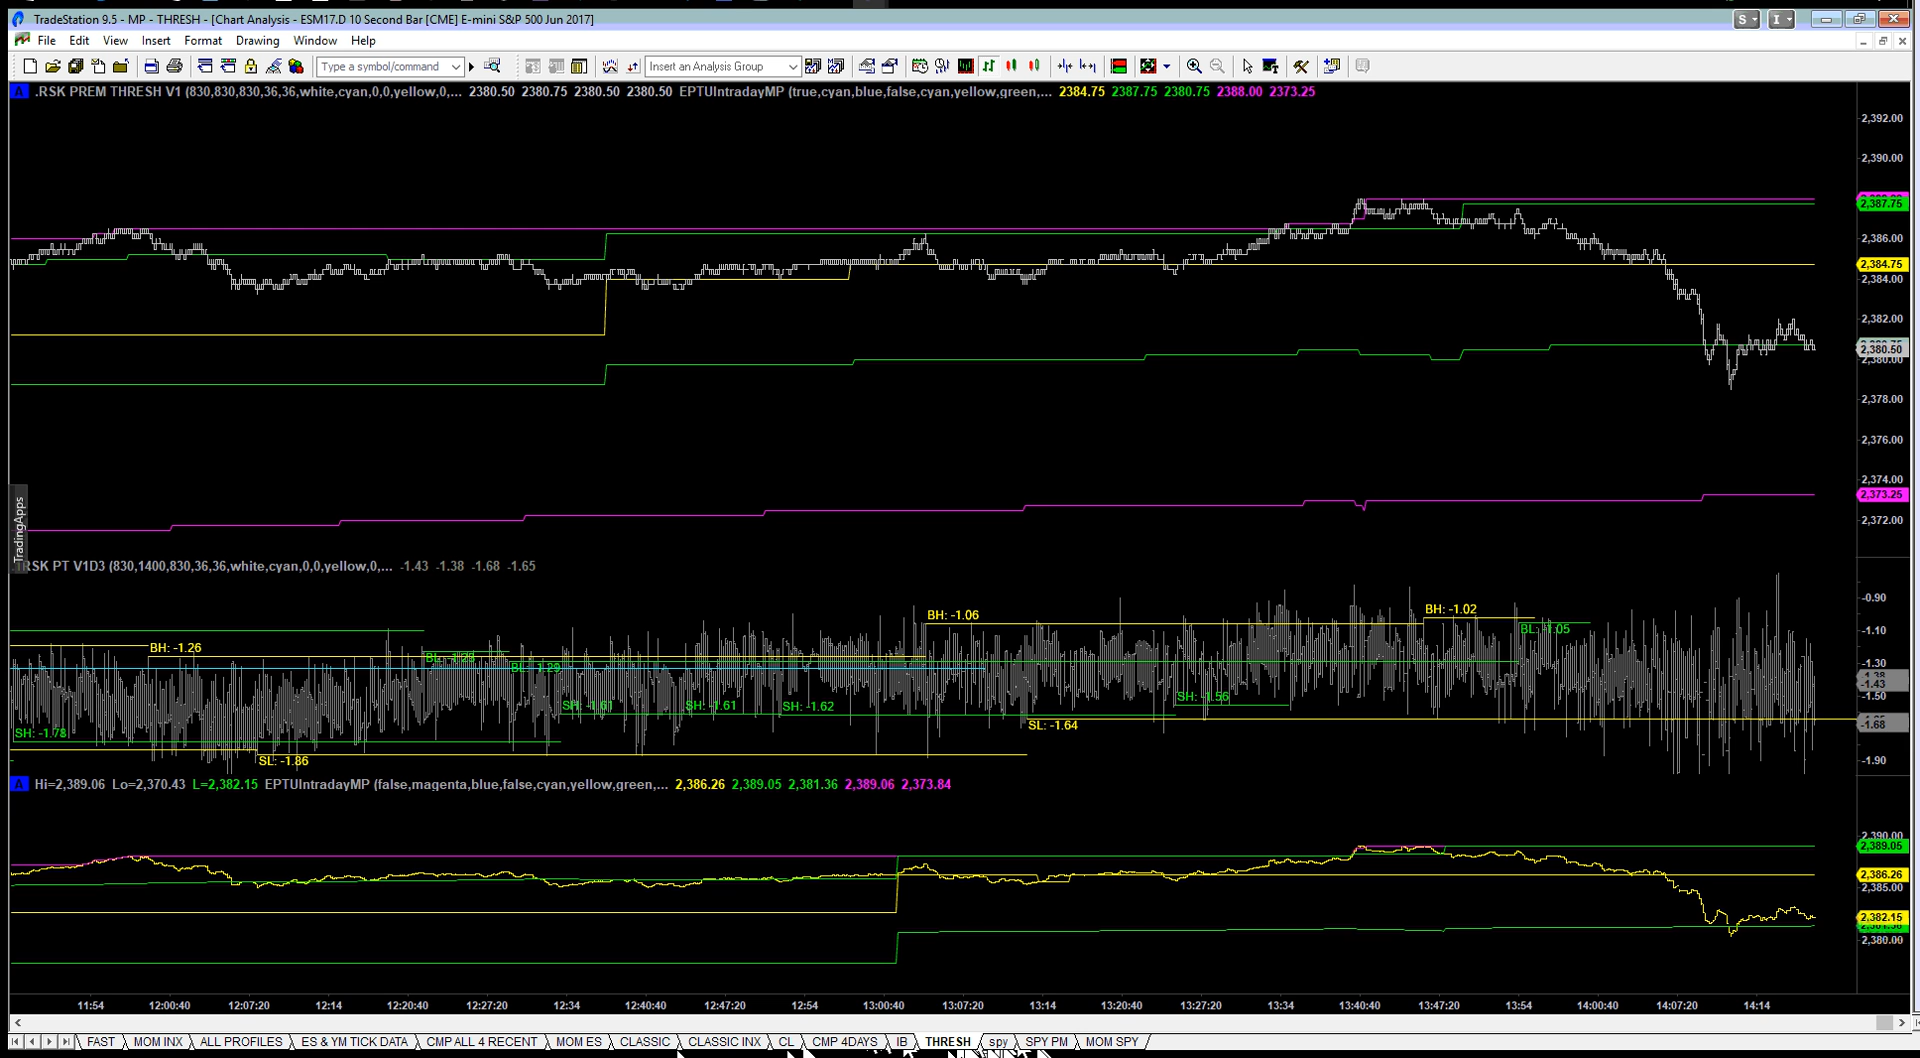 TradeStation 9.5 - MP - THRESH - [Chart Analysis - ESM17.D 10 Second Bar [CME] E-mini S&P 500 Jun 2017]
S I
File Edit View Insert Format Drawing Window Help
Type a symbol/command Insert an Analysis Group
A .RSK PREM THRESH V1 (830,830,830,36,36,white,cyan,0,0,yellow,0,... 2380.50 2380.75 2380.50 2380.50 EPTUIntradayMP (true,cyan,blue,false,cyan,yellow,green,... 2384.75 2387.75 2380.75 2388.00 2373.25
2,392.00
2,390.00
2,387.75
2,386.00
2,384.75
2,384.00
2,382.00
2,380.50
2,380.00
2,378.00
2,376.00
2,374.00
2,373.25
2,372.00
TradingApps
RSK PT V1D3 (830,1400,830,36,36,white,cyan,0,0,yellow,0,... -1.43 -1.38 -1.68 -1.65
-0.90
BH: -1.06
BH: -1.02
BL: -1.05
-1.10
BH: -1.26
BL: -1.29
-1.30
-1.38
-1.43
-1.50
SH: -1.56
SH: -1.61
SH: -1.61
SH: -1.62
SL: -1.64
-1.68
SH: -1.78
SL: -1.86
-1.90
A Hi=2,389.06 Lo=2,370.43 L=2,382.15 EPTUIntradayMP (false,magenta,blue,false,cyan,yellow,green,... 2,386.26 2,389.05 2,381.36 2,389.06 2,373.84
2,390.00
2,389.05
2,386.26
2,385.00
2,382.15
2,381.36
2,380.00
11:54 12:00:40 12:07:20 12:14 12:20:40 12:27:20 12:34 12:40:40 12:47:20 12:54 13:00:40 13:07:20 13:14 13:20:40 13:27:20 13:34 13:40:40 13:47:20 13:54 14:00:40 14:07:20 14:14
FAST MOM INX ALL PROFILES ES & YM TICK DATA CMP ALL 4 RECENT MOM ES CLASSIC CLASSIC INX CL CMP 4DAYS IB THRESH spy SPY PM MOM SPY